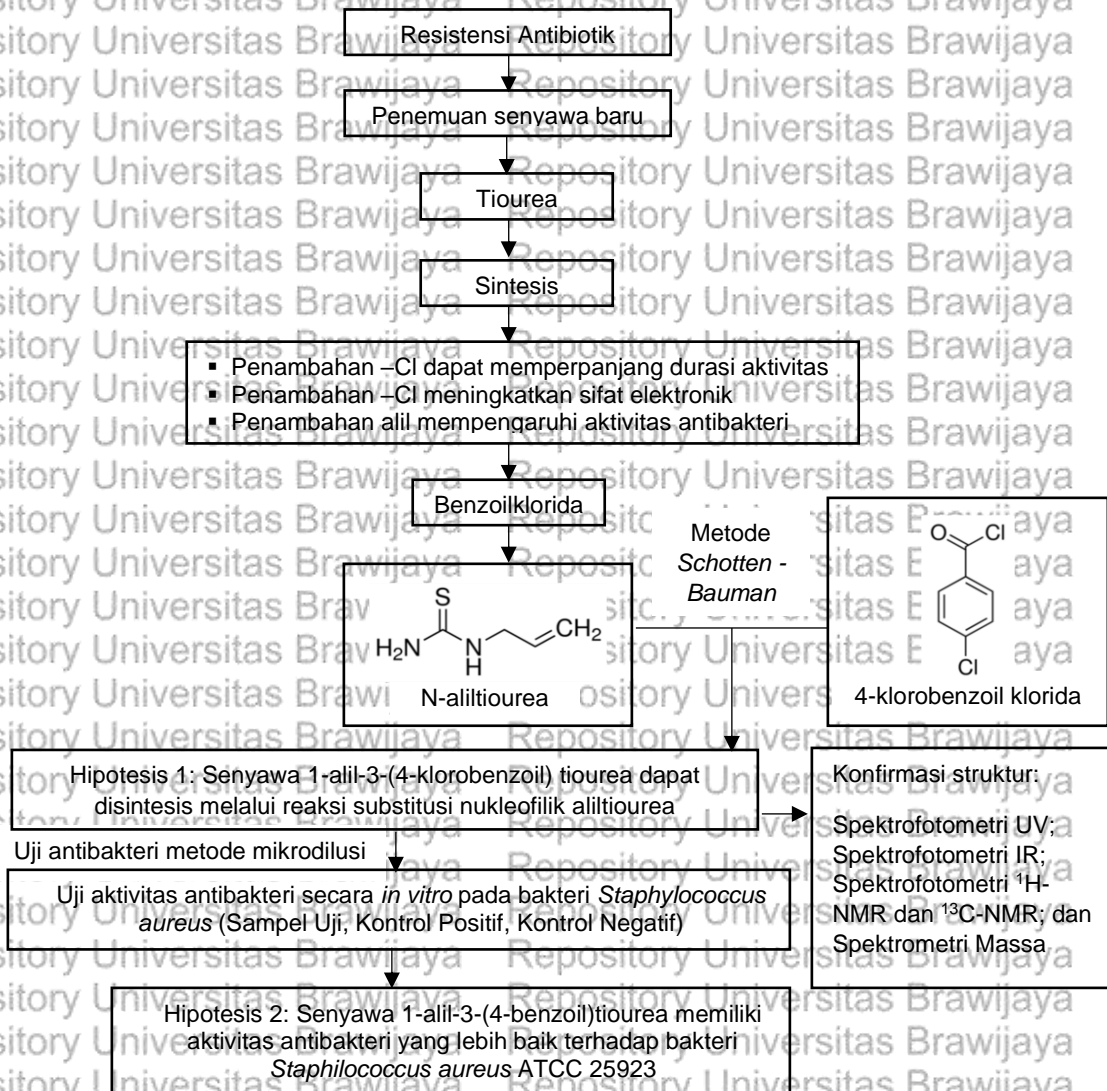 Resistensi Antibiotik
Penemuan senyawa baru
Tiourea
Sintesis
▪ Penambahan –Cl dapat memperpanjang durasi aktivitas
▪ Penambahan –Cl meningkatkan sifat elektronik
▪ Penambahan alil mempengaruhi aktivitas antibakteri
Benzoilklorida
Metode
Schotten -
Bauman
S
H₂N
N
H
CH₂
N-aliltiourea
O
Cl
Cl
4-klorobenzoil klorida
Hipotesis 1: Senyawa 1-alil-3-(4-klorobenzoil) tiourea dapat
disintesis melalui reaksi substitusi nukleofilik aliltiourea
Konfirmasi struktur:
Spektrofotometri UV;
Spektrofotometri IR;
Spektrofotometri ¹H-
NMR dan ¹³C-NMR; dan
Spektrometri Massa
Uji antibakteri metode mikrodilusi
Uji aktivitas antibakteri secara in vitro pada bakteri Staphylococcus
aureus (Sampel Uji, Kontrol Positif, Kontrol Negatif)
Hipotesis 2: Senyawa 1-alil-3-(4-benzoil)tiourea memiliki
aktivitas antibakteri yang lebih baik terhadap bakteri
Staphilococcus aureus ATCC 25923
Repository Universitas Brawijaya